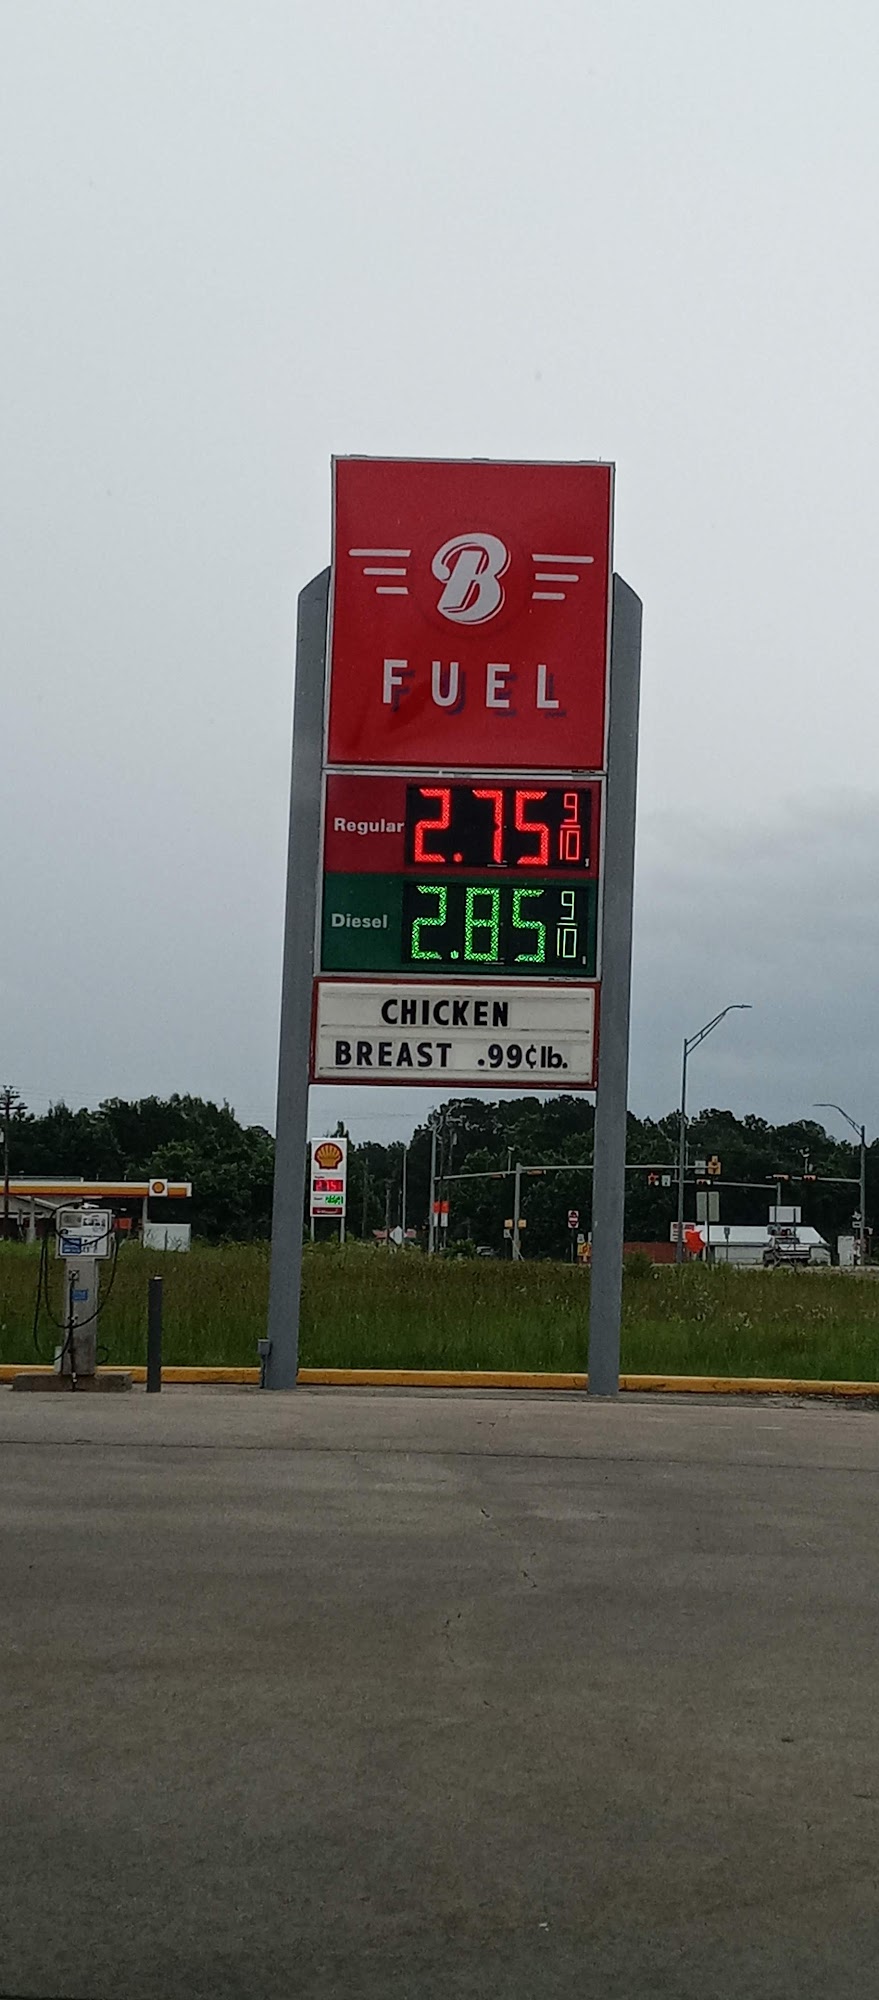 B
FUEL
Regular 2.75 9/10
Diesel 2.85 9/10
CHICKEN
BREAST .99¢lb.